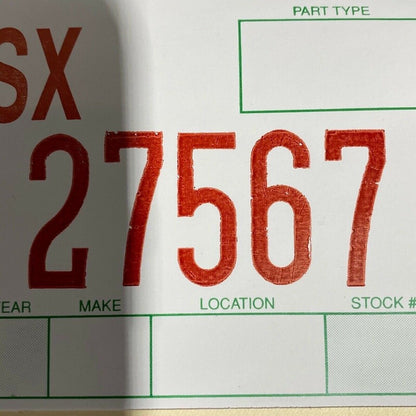 PART TYPE
SX
27567
EAR MAKE LOCATION STOCK #